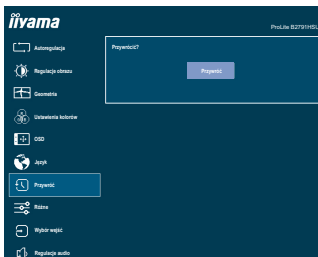 iiyama
ProLite B2791HSU
Autoregulacja
Przywrócić?
Regulacje obrazu
Przywróć
Geometria
Ustawienia kolorów
OSD
Język
Przywróć
Różne
Wybór wejść
Regulacje audio